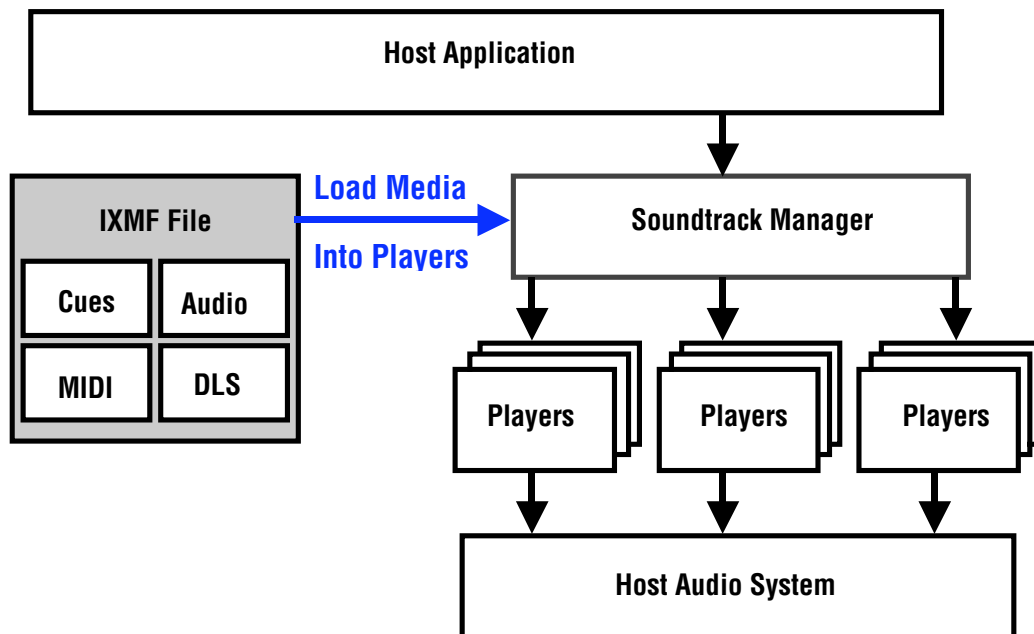 Host Application
Load Media
Into Players
IXMF File
Cues
Audio
MIDI
DLS
Soundtrack Manager
Players
Players
Players
Host Audio System